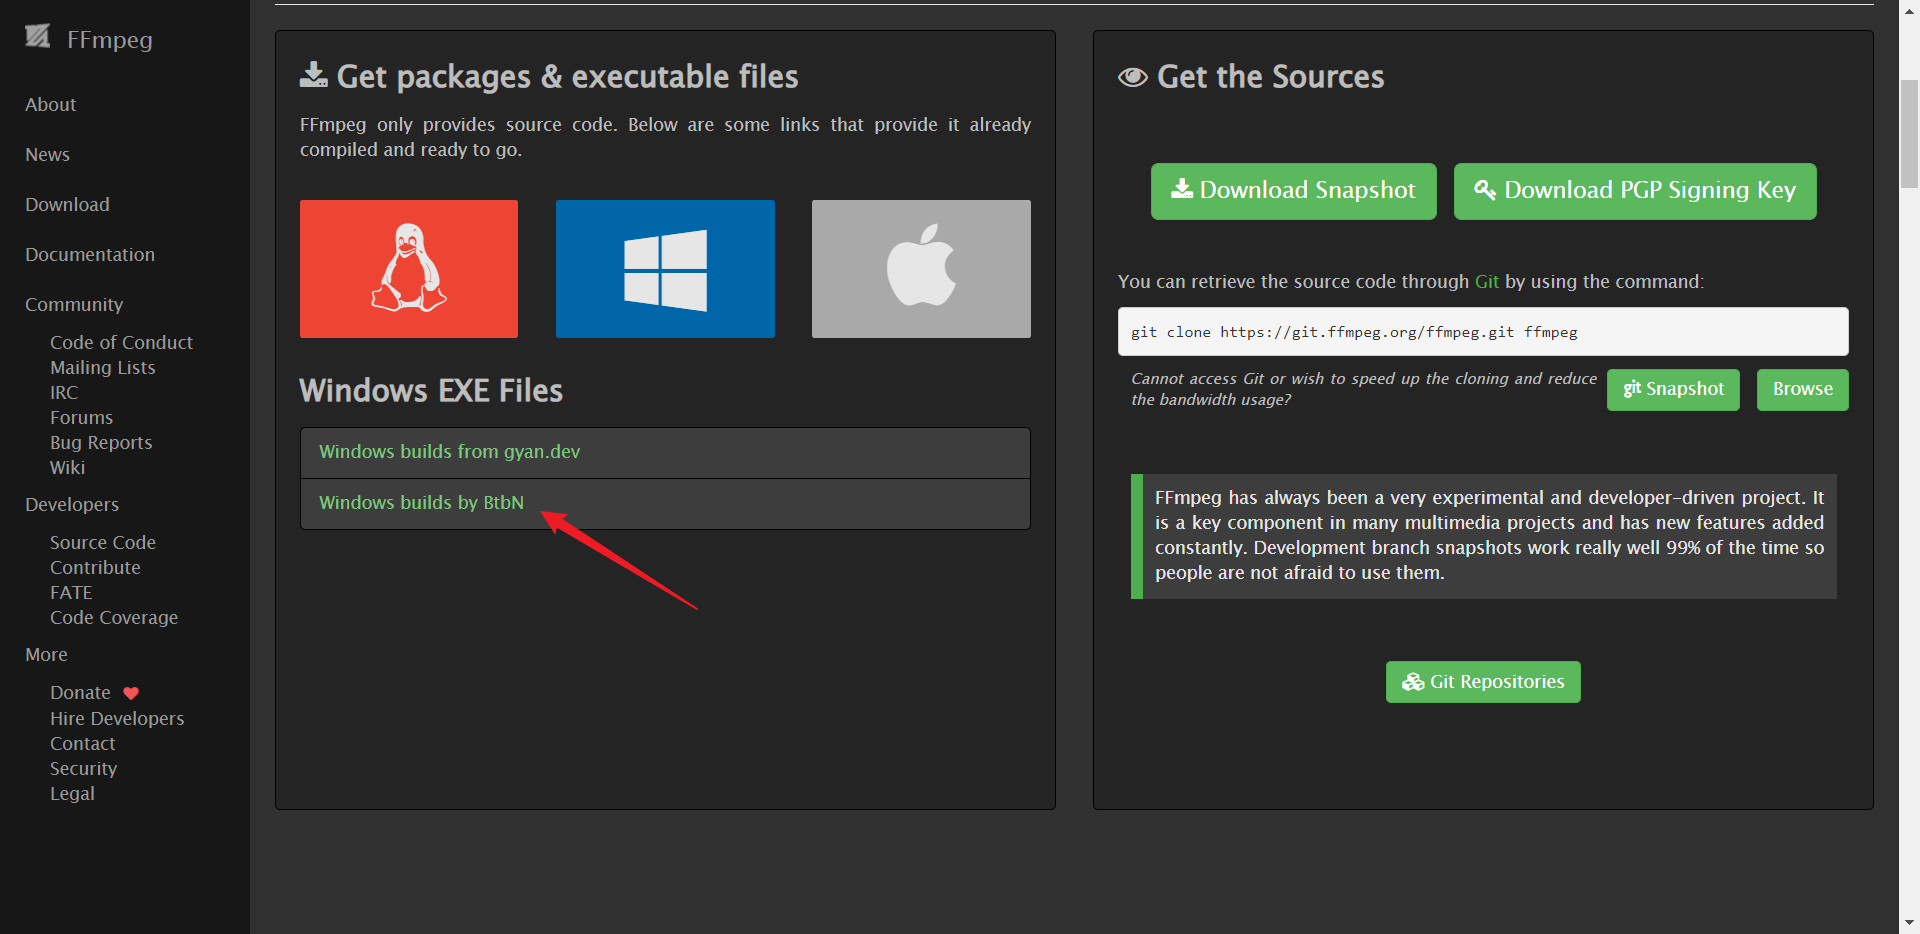 FFmpeg
About
News
Download
Documentation
Community
Code of Conduct
Mailing Lists
IRC
Forums
Bug Reports
Wiki
Developers
Source Code
Contribute
FATE
Code Coverage
More
Donate
Hire Developers
Contact
Security
Legal
Get packages & executable files
FFmpeg only provides source code. Below are some links that provide it already
compiled and ready to go.
Windows EXE Files
Windows builds from gyan.dev
Windows builds by BtbN
Get the Sources
Download Snapshot
Download PGP Signing Key
You can retrieve the source code through Git by using the command:
git clone https://git.ffmpeg.org/ffmpeg.git ffmpeg
Cannot access Git or wish to speed up the cloning and reduce
the bandwidth usage?
git Snapshot
Browse
FFmpeg has always been a very experimental and developer-driven project. It
is a key component in many multimedia projects and has new features added
constantly. Development branch snapshots work really well 99% of the time so
people are not afraid to use them.
Git Repositories